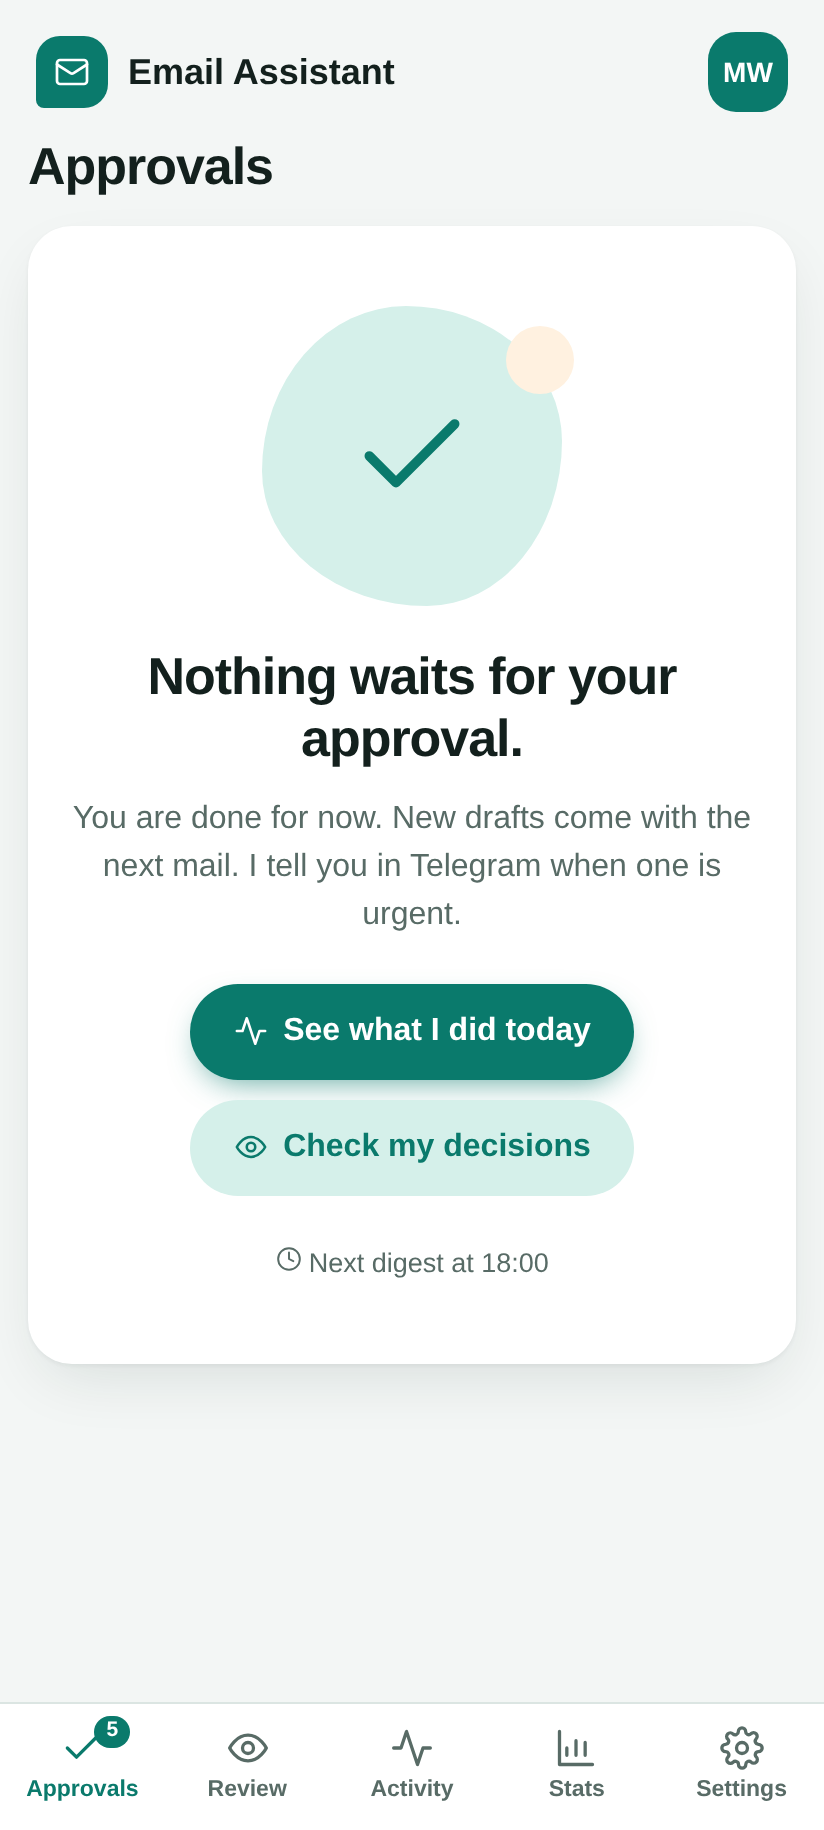 Email Assistant
MW
Approvals
Nothing waits for your
approval.
You are done for now. New drafts come with the
next mail. I tell you in Telegram when one is
urgent.
See what I did today
Check my decisions
Next digest at 18:00
5
Approvals
Review
Activity
Stats
Settings